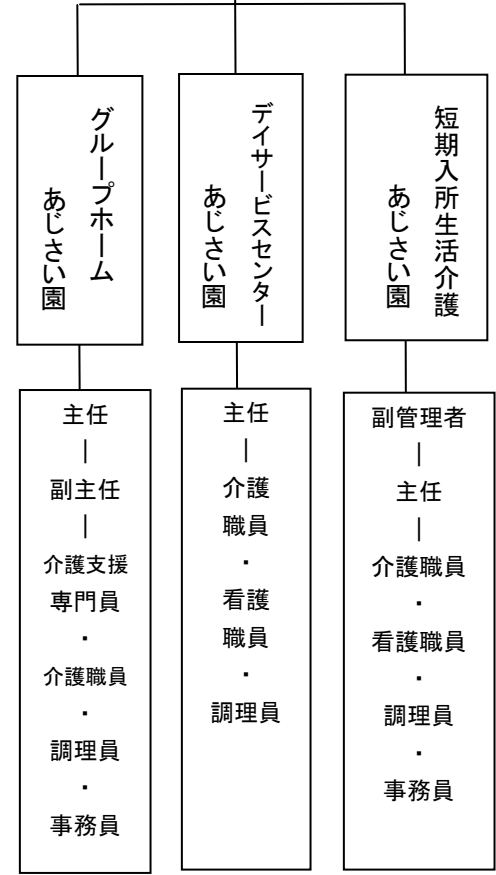 グループホーム
あじさい園
デイサービスセンター
あじさい園
短期入所生活介護
あじさい園
主任
｜
副主任
｜
介護支援
専門員
・
介護職員
・
調理員
・
事務員
主任
｜
介護
職員
・
看護
職員
・
調理員
副管理者
｜
主任
｜
介護職員
・
看護職員
・
調理員
・
事務員